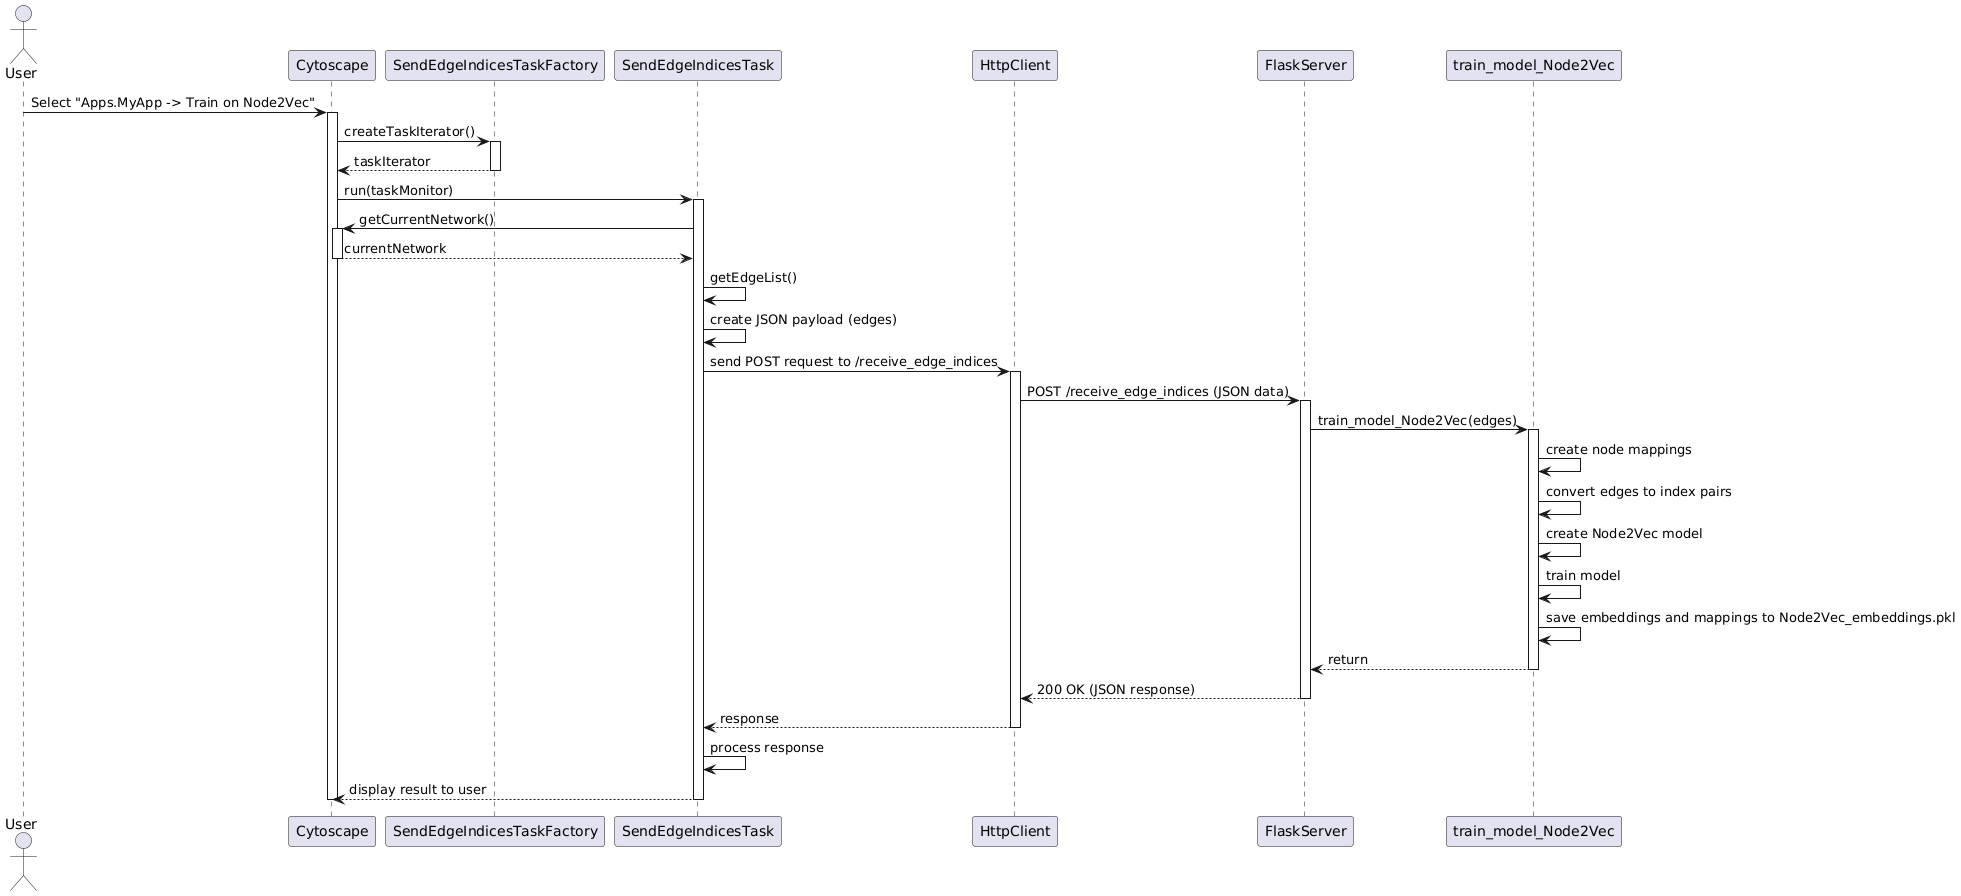 User
Cytoscape
SendEdgeIndicesTaskFactory
SendEdgeIndicesTask
HttpClient
FlaskServer
train_model_Node2Vec
Select "Apps.MyApp -> Train on Node2Vec"
createTaskIterator()
taskIterator
run(taskMonitor)
getCurrentNetwork()
currentNetwork
getEdgeList()
create JSON payload (edges)
send POST request to /receive_edge_indices
POST /receive_edge_indices (JSON data)
train_model_Node2Vec(edges)
create node mappings
convert edges to index pairs
create Node2Vec model
train model
save embeddings and mappings to Node2Vec_embeddings.pkl
return
200 OK (JSON response)
response
process response
display result to user
User
Cytoscape
SendEdgeIndicesTaskFactory
SendEdgeIndicesTask
HttpClient
FlaskServer
train_model_Node2Vec